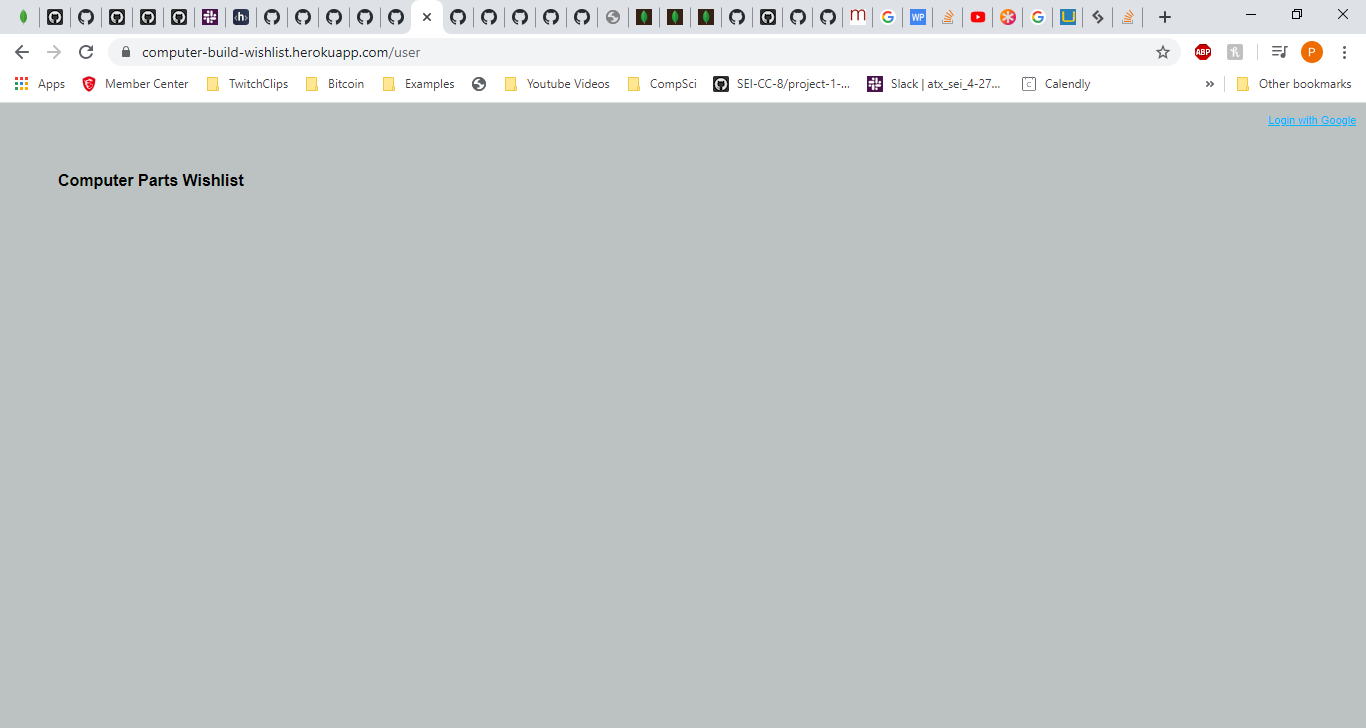 computer-build-wishlist.herokuapp.com/user
ABP
P
Apps
Member Center
TwitchClips
Bitcoin
Examples
Youtube Videos
CompSci
SEI-CC-8/project-1-...
Slack | atx_sei_4-27...
C
Calendly
»
Other bookmarks
Login with Google
Computer Parts Wishlist